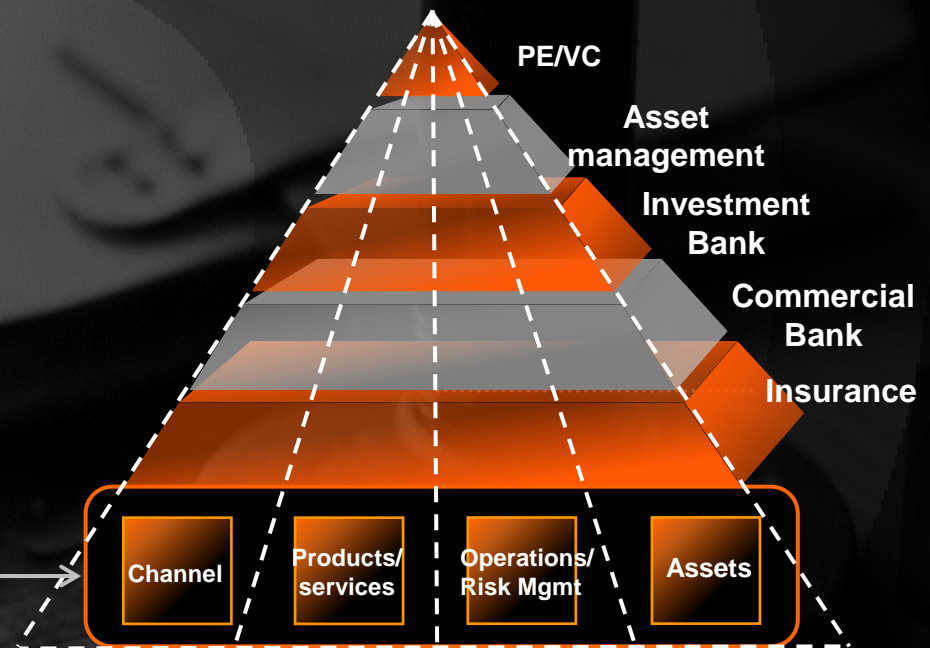 PE/VC
Asset
management
Investment
Bank
Commercial
Bank
Insurance
Channel
Products/
services
Operations/
Risk Mgmt
Assets